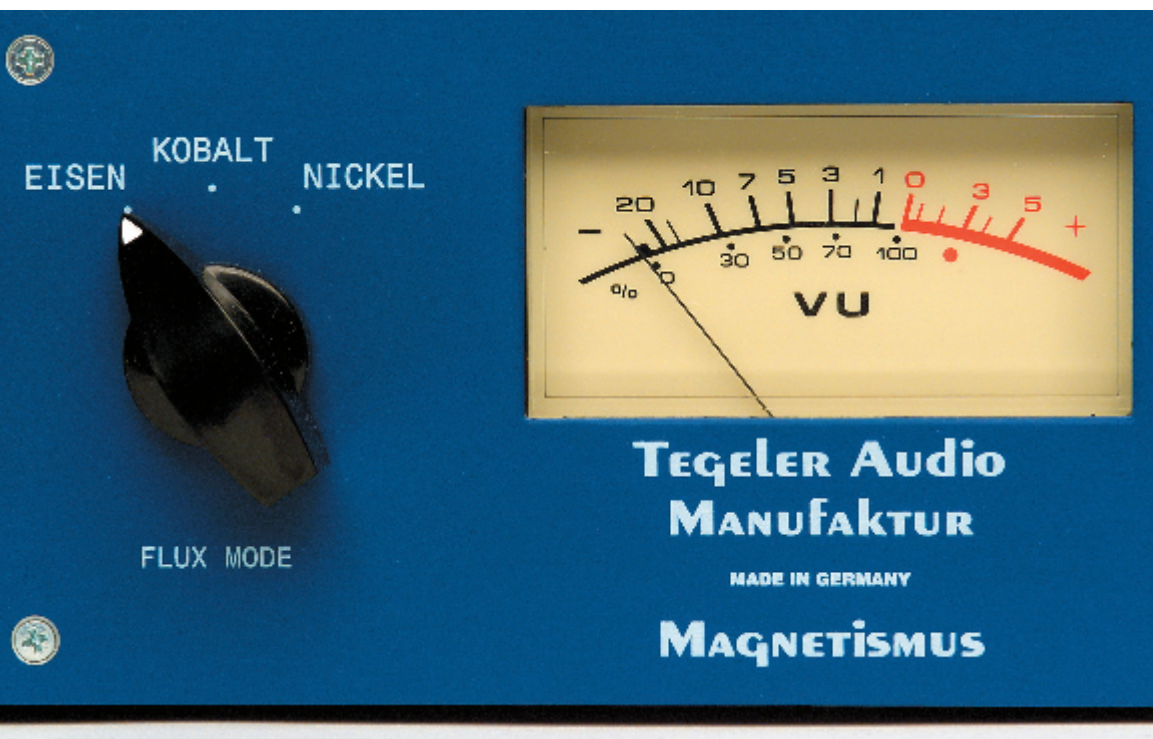 EISEN KOBALT NICKEL
FLUX MODE
- 20 10 7 5 3 1 0 3 5 +
% 0 30 50 70 100
VU
Tegeler Audio
Manufaktur
MADE IN GERMANY
Magnetismus